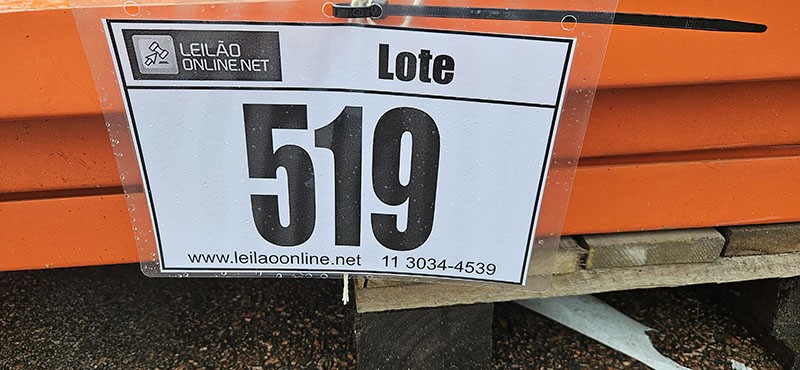 LEILÃO
ONLINE.NET
Lote
519
www.leilaoonline.net 11 3034-4539